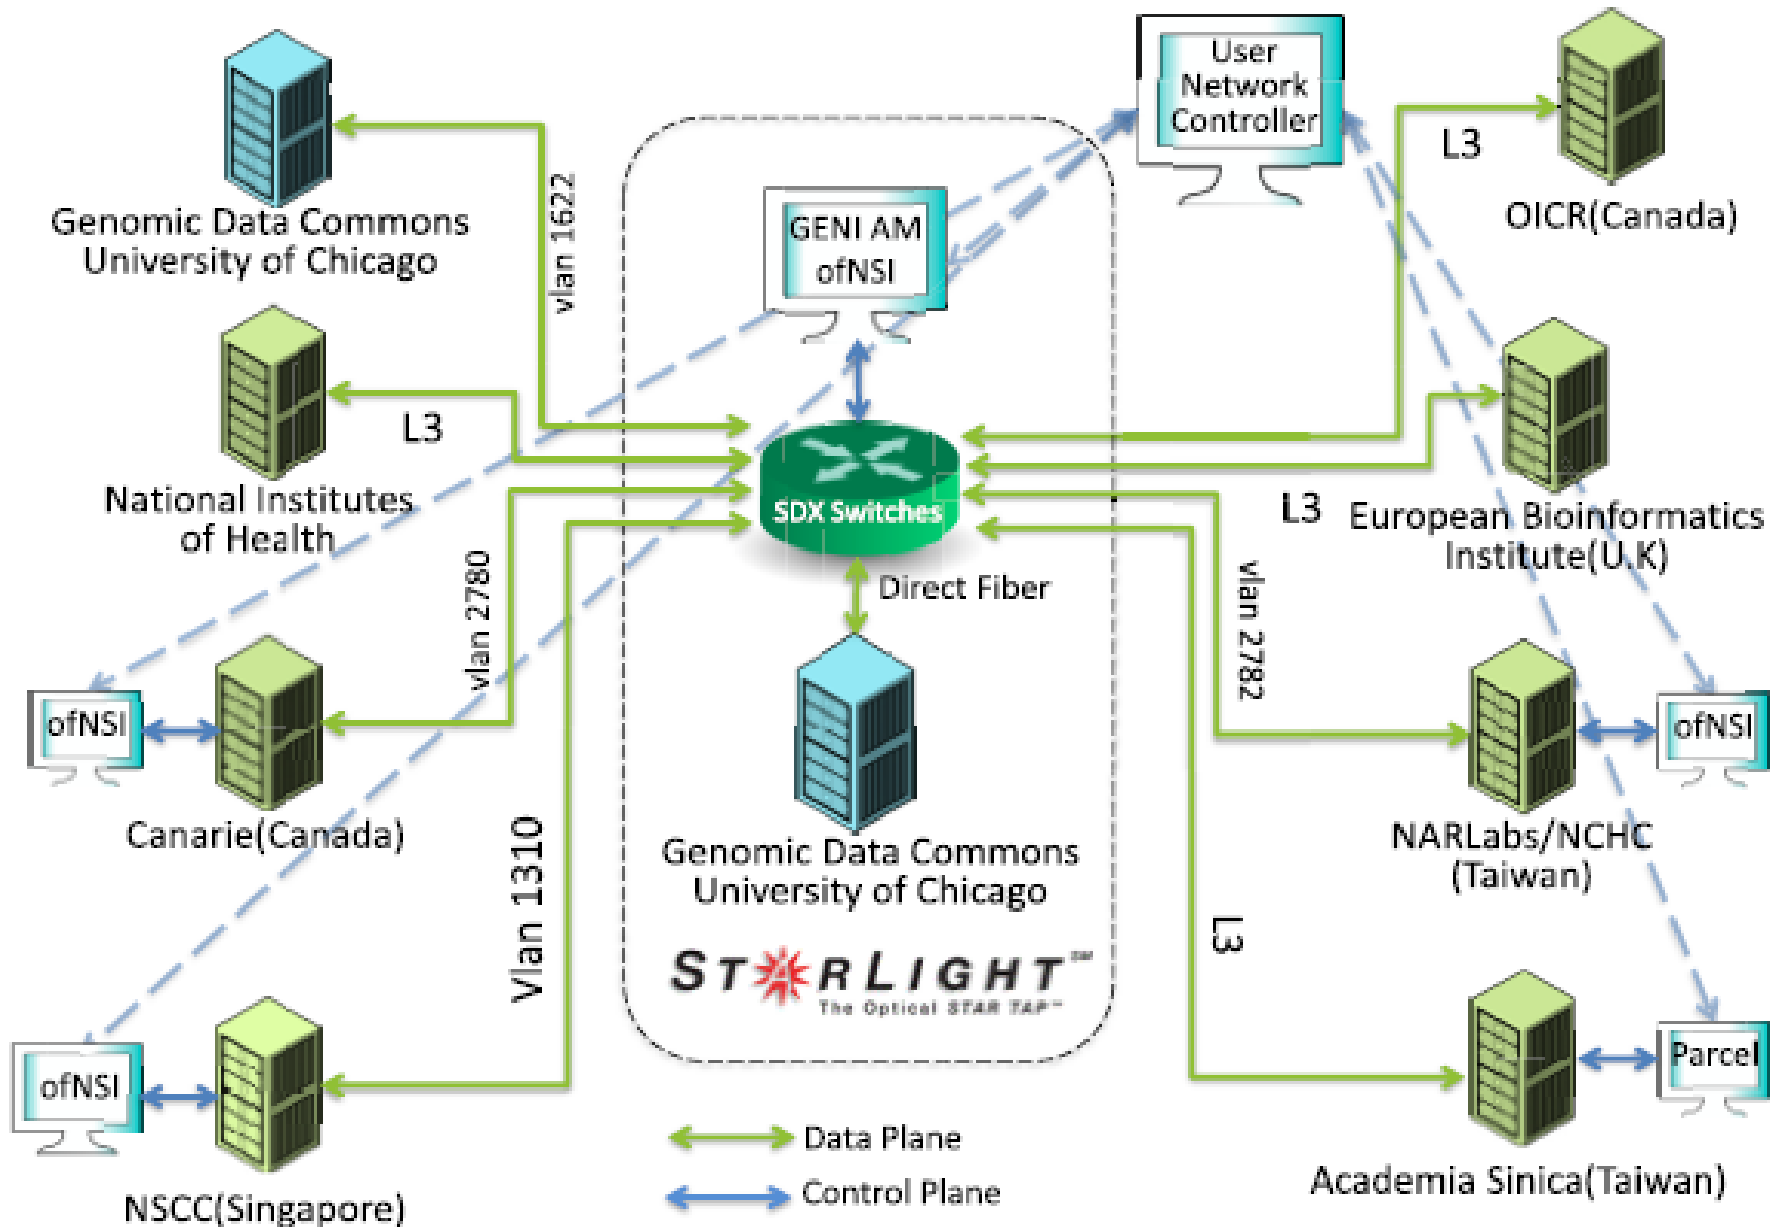 User
Network
Controller
L3
OICR(Canada)
Genomic Data Commons
University of Chicago
vlan 1622
GENI AM
ofNSI
National Institutes
of Health
L3
SDX Switches
L3
European Bioinformatics
Institute(U.K)
Direct Fiber
vlan 2780
vlan 2782
ofNSI
Canarie(Canada)
ofNSI
NARLabs/NCHC
(Taiwan)
Genomic Data Commons
University of Chicago
Vlan 1310
L3
STARLIGHT℠
The Optical STAR TAP™
ofNSI
NSCC(Singapore)
Parcel
Academia Sinica(Taiwan)
Data Plane
Control Plane